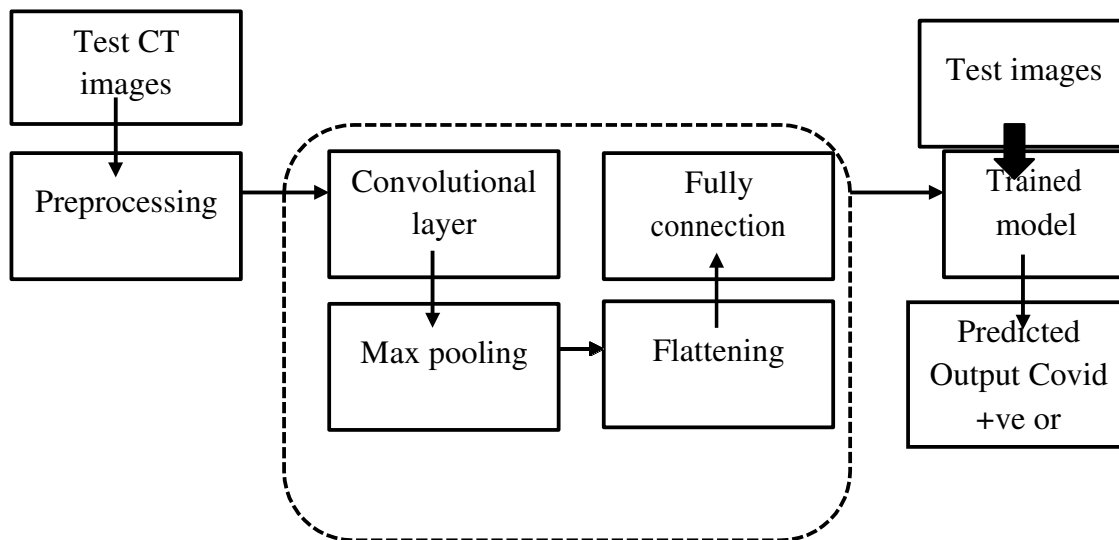 Test CT
images
Preprocessing
Convolutional
layer
Max pooling
Flattening
Fully
connection
Test images
Trained
model
Predicted
Output Covid
+ve or